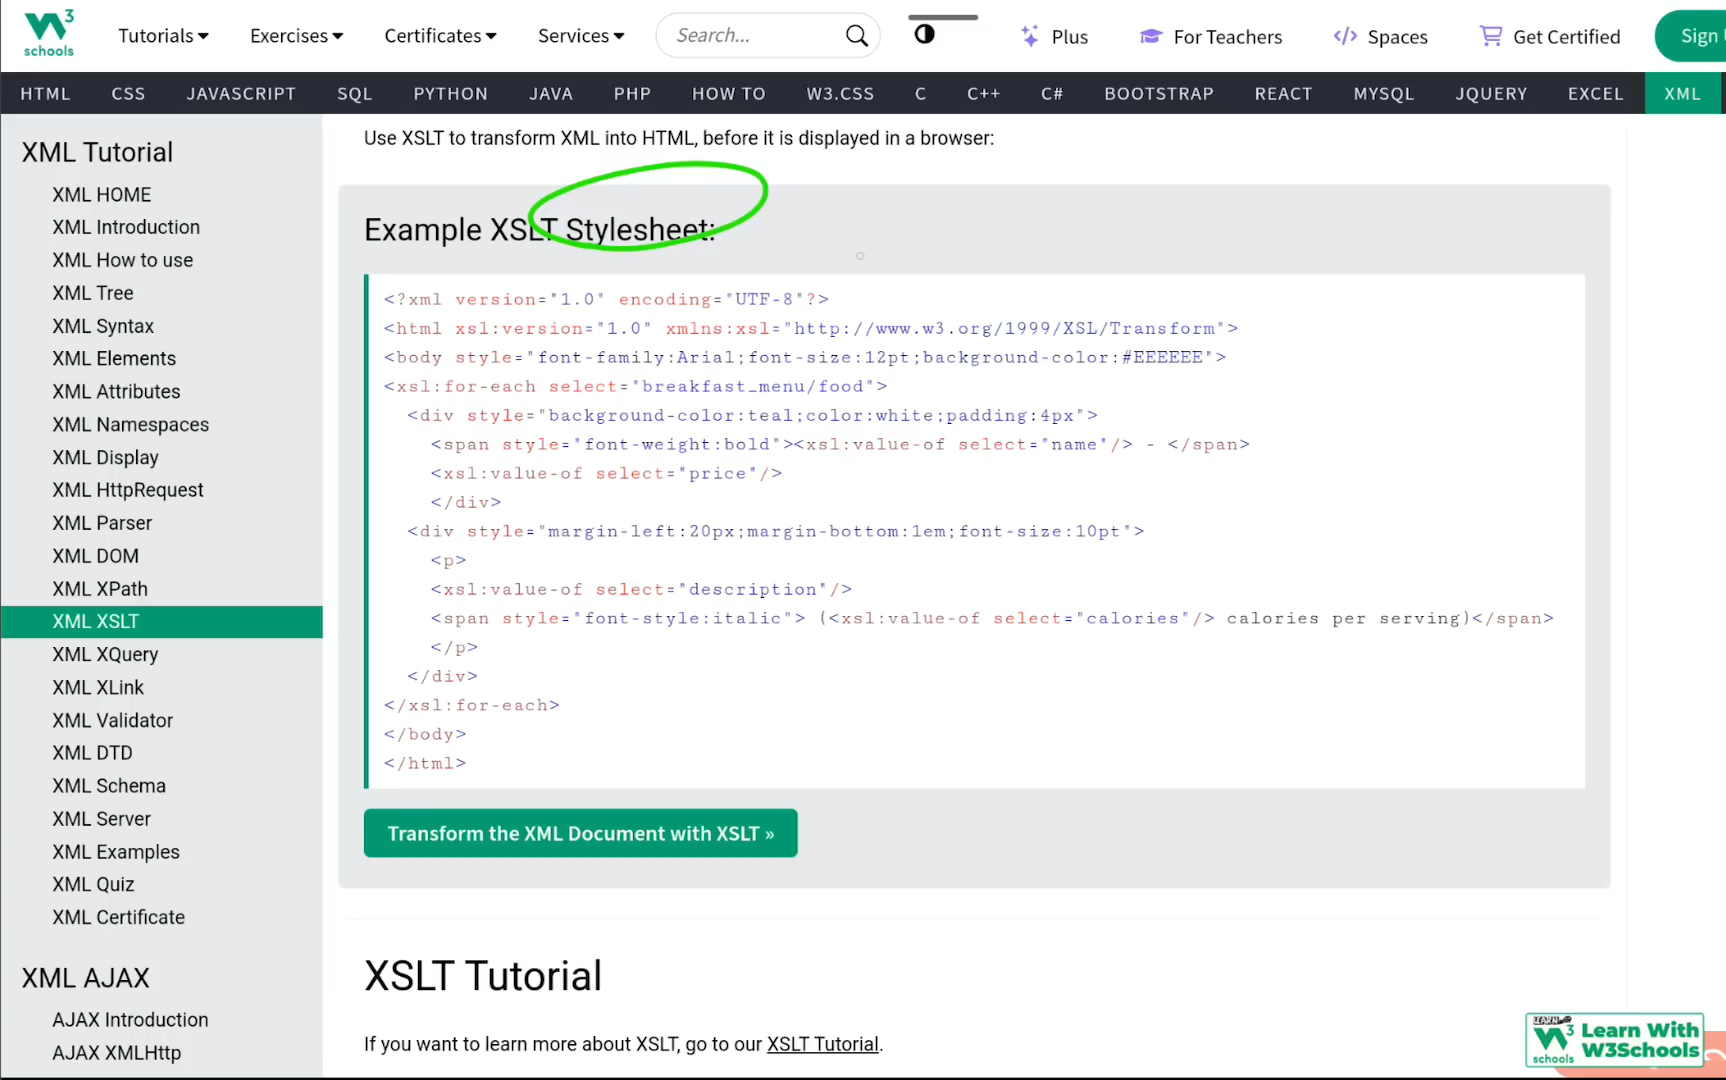 W3 schools
Tutorials Exercises Certificates Services Search... Plus For Teachers Spaces Get Certified Sign
HTML CSS JAVASCRIPT SQL PYTHON JAVA PHP HOW TO W3.CSS C C++ C# BOOTSTRAP REACT MYSQL JQUERY EXCEL XML
XML Tutorial
XML HOME
XML Introduction
XML How to use
XML Tree
XML Syntax
XML Elements
XML Attributes
XML Namespaces
XML Display
XML HttpRequest
XML Parser
XML DOM
XML XPath
XML XSLT
XML XQuery
XML XLink
XML Validator
XML DTD
XML Schema
XML Server
XML Examples
XML Quiz
XML Certificate
XML AJAX
AJAX Introduction
AJAX XMLHttp
Use XSLT to transform XML into HTML, before it is displayed in a browser:
Example XSLT Stylesheet:
<?xml version="1.0" encoding="UTF-8"?>
<html xsl:version="1.0" xmlns:xsl="http://www.w3.org/1999/XSL/Transform">
<body style="font-family:Arial;font-size:12pt;background-color:#EEEEEE">
<xsl:for-each select="breakfast_menu/food">
<div style="background-color:teal;color:white;padding:4px">
<span style="font-weight:bold"><xsl:value-of select="name"/> - </span>
<xsl:value-of select="price"/>
</div>
<div style="margin-left:20px;margin-bottom:1em;font-size:10pt">
<p>
<xsl:value-of select="description"/>
<span style="font-style:italic"> (<xsl:value-of select="calories"/> calories per serving)</span>
</p>
</div>
</xsl:for-each>
</body>
</html>
Transform the XML Document with XSLT »
XSLT Tutorial
If you want to learn more about XSLT, go to our XSLT Tutorial.
LEARN W3 schools
Learn With
W3Schools